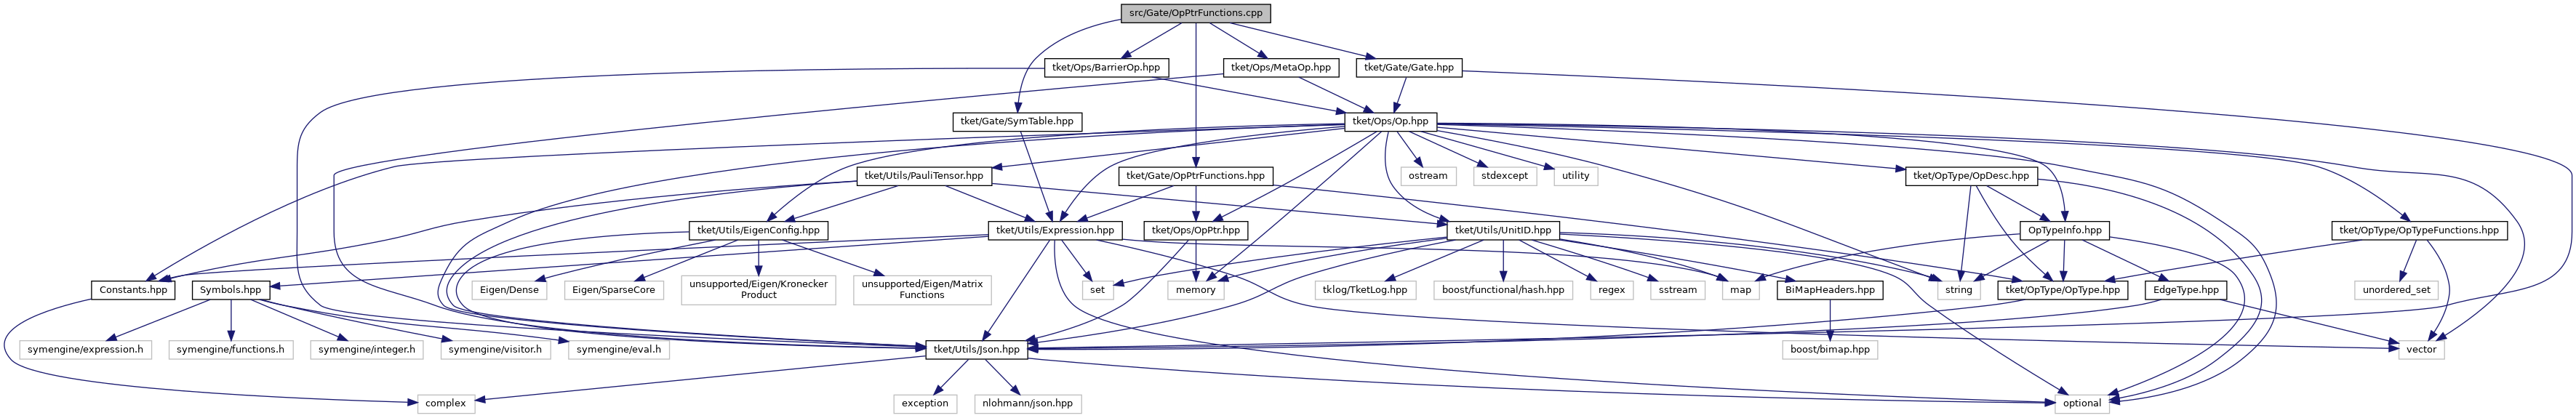 src/Gate/OpPtrFunctions.cpp
tket/Ops/BarrierOp.hpp
tket/Ops/MetaOp.hpp
tket/Gate/Gate.hpp
tket/Gate/SymTable.hpp
tket/Ops/Op.hpp
tket/Utils/PauliTensor.hpp
tket/Gate/OpPtrFunctions.hpp
ostream
stdexcept
utility
tket/OpType/OpDesc.hpp
tket/Utils/EigenConfig.hpp
tket/Utils/Expression.hpp
tket/Ops/OpPtr.hpp
tket/Utils/UnitID.hpp
OpTypeInfo.hpp
tket/OpType/OpTypeFunctions.hpp
Constants.hpp
Symbols.hpp
Eigen/Dense
Eigen/SparseCore
unsupported/Eigen/Kronecker
Product
unsupported/Eigen/Matrix
Functions
set
memory
tklog/TketLog.hpp
boost/functional/hash.hpp
regex
sstream
map
BiMapHeaders.hpp
string
tket/OpType/OpType.hpp
EdgeType.hpp
unordered_set
symengine/expression.h
symengine/functions.h
symengine/integer.h
symengine/visitor.h
symengine/eval.h
tket/Utils/Json.hpp
boost/bimap.hpp
vector
complex
exception
nlohmann/json.hpp
optional